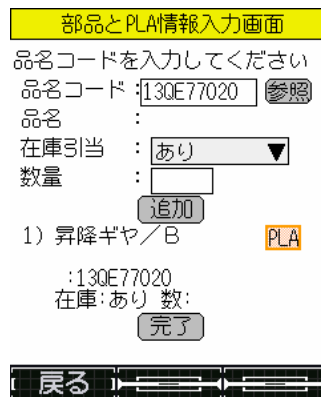 部品とPLA情報入力画面
品名コードを入力してください
品名コード:13QE77020 参照
品名 :
在庫引当 :あり ▼
数量 :
追加
1) 昇降ギヤ/B PLA
:13QE77020
在庫:あり 数:
完了
戻る